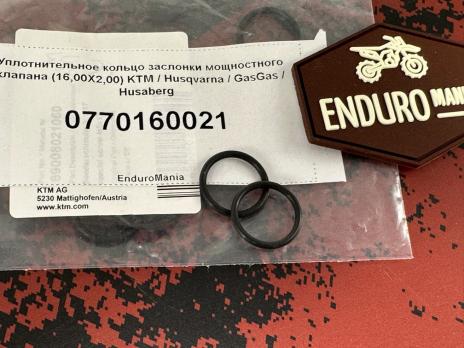 Уплотнительное кольцо заслонки мощностного
клапана (16,00X2,00) KTM / Husqvarna / GasGas /
Husaberg
0770160021
EnduroMania
KTM AG
5230 Mattighofen/Austria
www.ktm.com
ENDURO MANIA